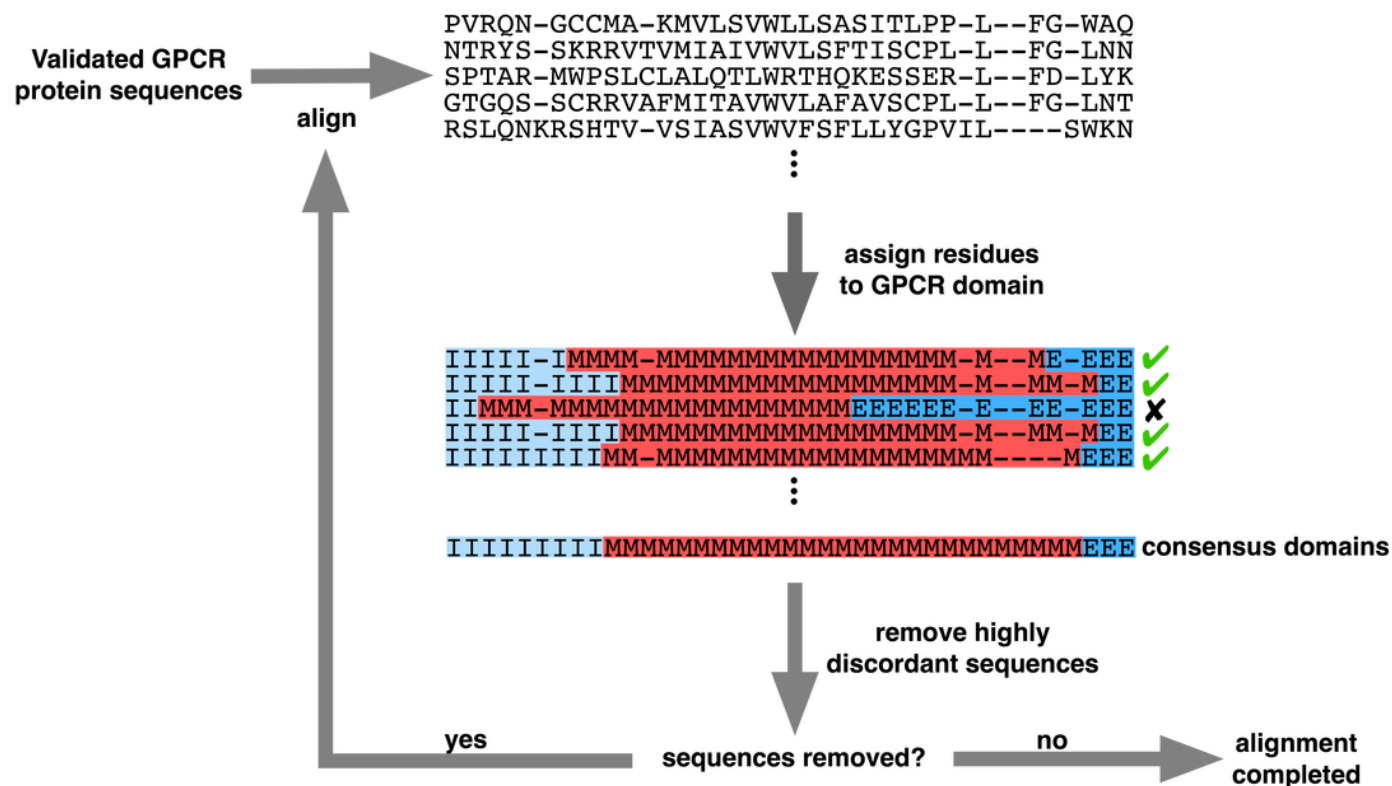 Validated GPCR
protein sequences
align
PVRQN-GCCMA-KMVLSVWLLSASITLPP-L--FG-WAQ
NTRYS-SKRRVTVMIAIVWVLSFTISCPL-L--FG-LNN
SPTAR-MWPSLCLALQTLWRTHQKESSER-L--FD-LYK
GTGQS-SCRRVAFMITAVWVLAFAVSCPL-L--FG-LNT
RSLQNKRSHTV-VSIASVWVFSFLLYGPVIL----SWKN
assign residues
to GPCR domain
IIIII-IMMMM-MMMMMMMMMMMMMMMMM-M--ME-EEE ✔
IIIII-IIIIMMMMMMMMMMMMMMMMMMM-M--MM-MEE ✔
IIMMM-MMMMMMMMMMMMMMMMMEEEEEE-E--EE-EEE ✘
IIIII-IIIIMMMMMMMMMMMMMMMMMMM-M--MM-MEE ✔
IIIIIIIIIMM-MMMMMMMMMMMMMMMMMMM----MEEE ✔
IIIIIIIIIMMMMMMMMMMMMMMMMMMMMMMMMMMMEEE consensus domains
remove highly
discordant sequences
yes
sequences removed?
no
alignment
completed